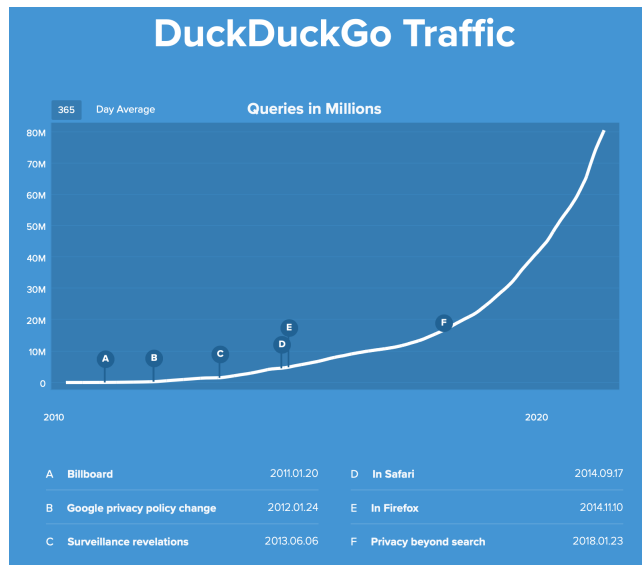 DuckDuckGo Traffic
365 Day Average Queries in Millions
80M
70M
60M
50M
40M
30M
20M
10M
0
A
B
C
D
E
F
2010 2020
A Billboard 2011.01.20
B Google privacy policy change 2012.01.24
C Surveillance revelations 2013.06.06
D In Safari 2014.09.17
E In Firefox 2014.11.10
F Privacy beyond search 2018.01.23